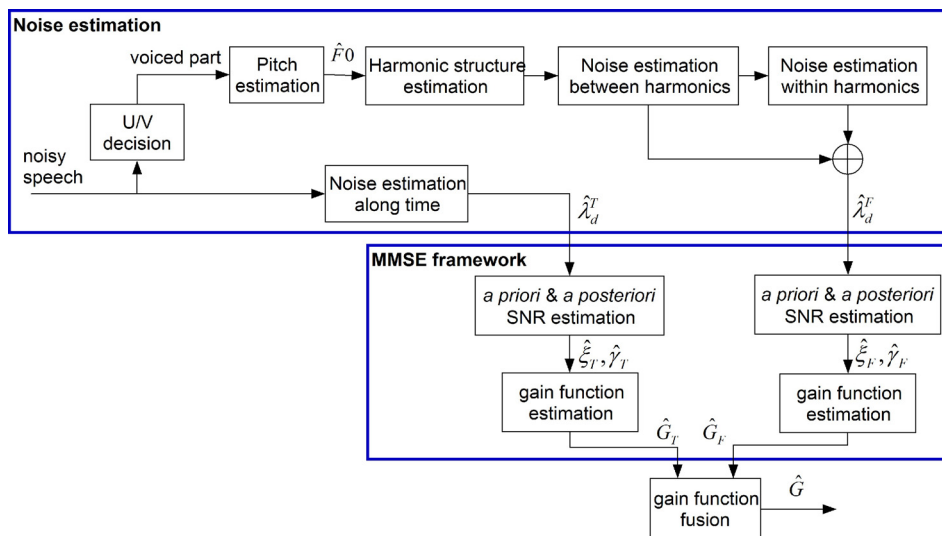 Noise estimation
voiced part
Pitch
estimation
F̂0
Harmonic structure
estimation
Noise estimation
between harmonics
Noise estimation
within harmonics
U/V
decision
noisy
speech
Noise estimation
along time
λ̂_d^T
λ̂_d^F
MMSE framework
a priori & a posteriori
SNR estimation
a priori & a posteriori
SNR estimation
ξ̂_T, γ̂_T
ξ̂_F, γ̂_F
gain function
estimation
gain function
estimation
Ĝ_T
Ĝ_F
gain function
fusion
Ĝ